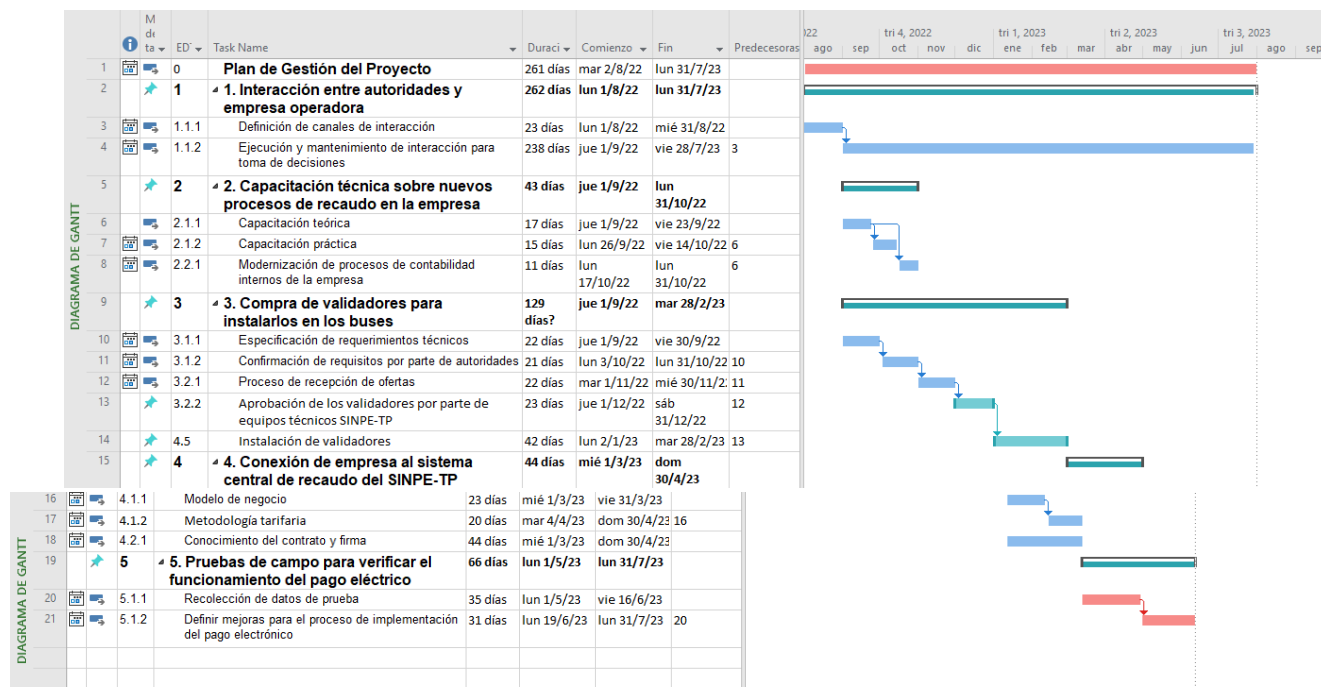 M
de
ta
ED
Task Name
Duraci
Comienzo
Fin
Predecesoras
022
tri 4, 2022
tri 1, 2023
tri 2, 2023
tri 3, 2023
ago sep oct nov dic ene feb mar abr may jun jul ago sep
DIAGRAMA DE GANTT
1 0 Plan de Gestión del Proyecto 261 días mar 2/8/22 lun 31/7/23
2 1 1. Interacción entre autoridades y 262 días lun 1/8/22 lun 31/7/23
empresa operadora
3 1.1.1 Definición de canales de interacción 23 días lun 1/8/22 mié 31/8/22
4 1.1.2 Ejecución y mantenimiento de interacción para 238 días jue 1/9/22 vie 28/7/23 3
toma de decisiones
5 2 2. Capacitación técnica sobre nuevos 43 días jue 1/9/22 lun
procesos de recaudo en la empresa 31/10/22
6 2.1.1 Capacitación teórica 17 días jue 1/9/22 vie 23/9/22
7 2.1.2 Capacitación práctica 15 días lun 26/9/22 vie 14/10/22 6
8 2.2.1 Modernización de procesos de contabilidad 11 días lun lun 6
internos de la empresa 17/10/22 31/10/22
9 3 3. Compra de validadores para 129 jue 1/9/22 mar 28/2/23
instalarlos en los buses días?
10 3.1.1 Especificación de requerimientos técnicos 22 días jue 1/9/22 vie 30/9/22
11 3.1.2 Confirmación de requisitos por parte de autoridades 21 días lun 3/10/22 lun 31/10/22 10
12 3.2.1 Proceso de recepción de ofertas 22 días mar 1/11/22 mié 30/11/2 11
13 3.2.2 Aprobación de los validadores por parte de 23 días jue 1/12/22 sáb 12
equipos técnicos SINPE-TP 31/12/22
14 4.5 Instalación de validadores 42 días lun 2/1/23 mar 28/2/23 13
15 4 4. Conexión de empresa al sistema 44 días mié 1/3/23 dom
central de recaudo del SINPE-TP 30/4/23
DIAGRAMA DE GANTT
16 4.1.1 Modelo de negocio 23 días mié 1/3/23 vie 31/3/23
17 4.1.2 Metodología tarifaria 20 días mar 4/4/23 dom 30/4/23 16
18 4.2.1 Conocimiento del contrato y firma 44 días mié 1/3/23 dom 30/4/23
19 5 5. Pruebas de campo para verificar el 66 días lun 1/5/23 lun 31/7/23
funcionamiento del pago eléctrico
20 5.1.1 Recolección de datos de prueba 35 días lun 1/5/23 vie 16/6/23
21 5.1.2 Definir mejoras para el proceso de implementación 31 días lun 19/6/23 lun 31/7/23 20
del pago electrónico